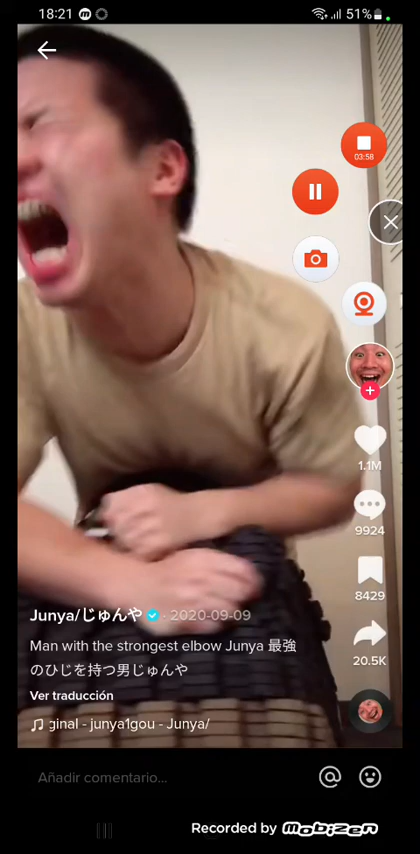 18:21
51%
03:58
1.1M
9924
8429
20.5K
Junya/じゅんや · 2020-09-09
Man with the strongest elbow Junya 最強
のひじを持つ男じゅんや
Ver traducción
ginal - junya1gou - Junya/
Añadir comentario...
Recorded by mobizen